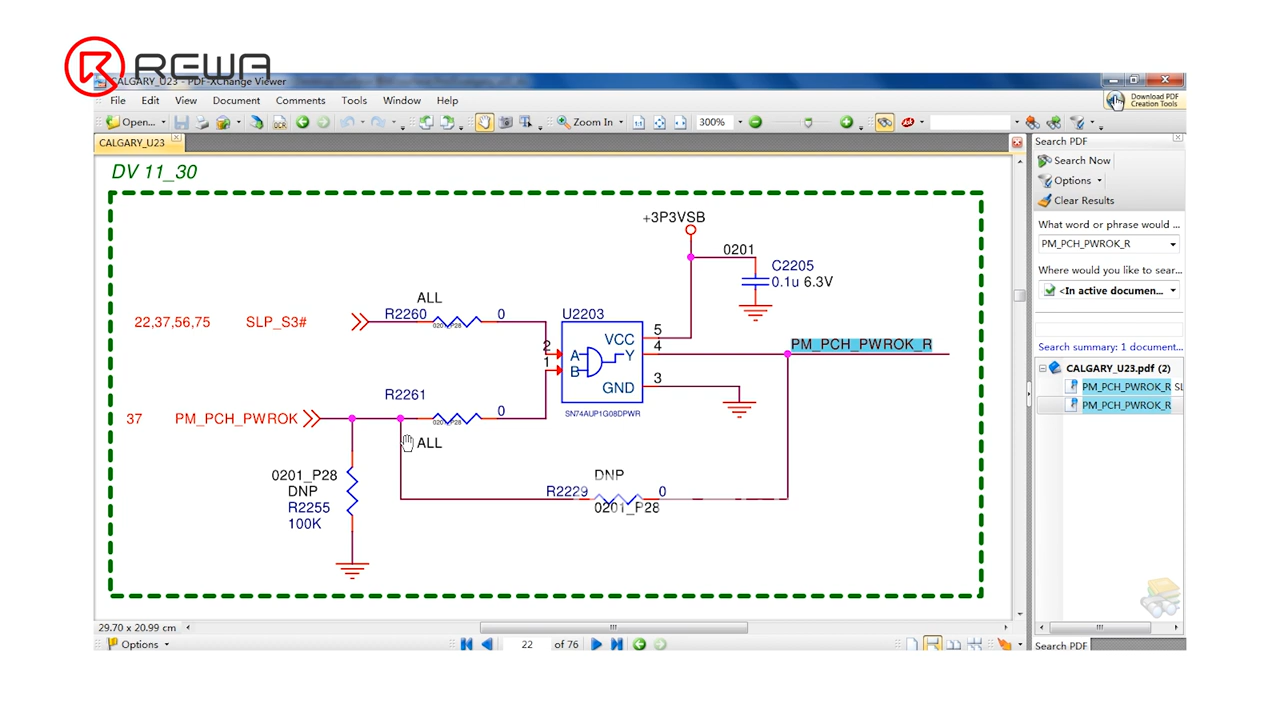 REWA
CALGARY_U23 - PDF-XChange Viewer
File Edit View Document Comments Tools Window Help
Download PDF
Creation Tools
Open... OCR Zoom In 300%
CALGARY_U23
Search PDF
Search Now
Options
Clear Results
What word or phrase would ...
PM_PCH_PWROK_R
Where would you like to sear...
<In active documen...
Search summary: 1 document...
CALGARY_U23.pdf (2)
PM_PCH_PWROK_R SL
PM_PCH_PWROK_R
DV 11_30
+3P3VSB
0201
C2205
0.1u 6.3V
ALL
R2260 0
0201_P28
22,37,56,75 SLP_S3#
U2203
VCC 5
2 A Y 4
1 B
GND 3
SN74AUP1G08DPWR
PM_PCH_PWROK_R
R2261
0
0201_P28
37 PM_PCH_PWROK
ALL
0201_P28
DNP
R2255
100K
DNP
R2229 0
0201_P28
29.70 x 20.99 cm
Options
22 of 76
Search PDF